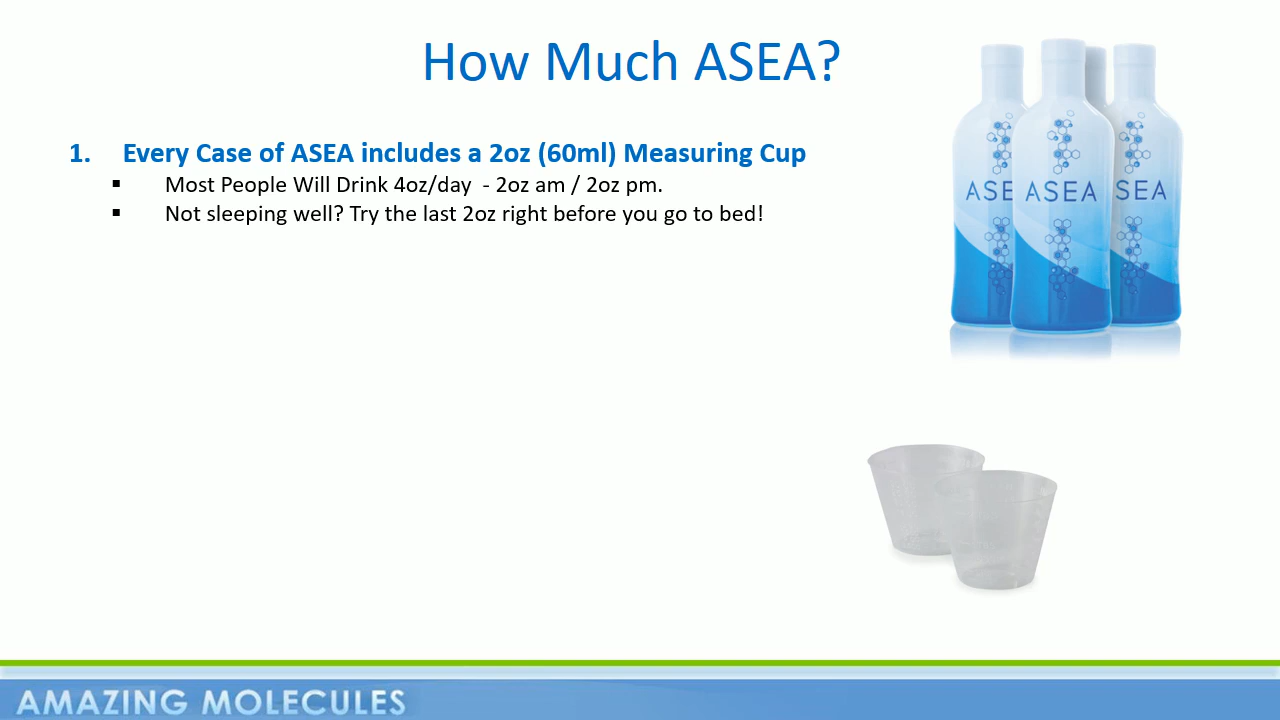 How Much ASEA?
1. Every Case of ASEA includes a 2oz (60ml) Measuring Cup
▪ Most People Will Drink 4oz/day - 2oz am / 2oz pm.
▪ Not sleeping well? Try the last 2oz right before you go to bed!
ASE ASEA SEA
AMAZING MOLECULES